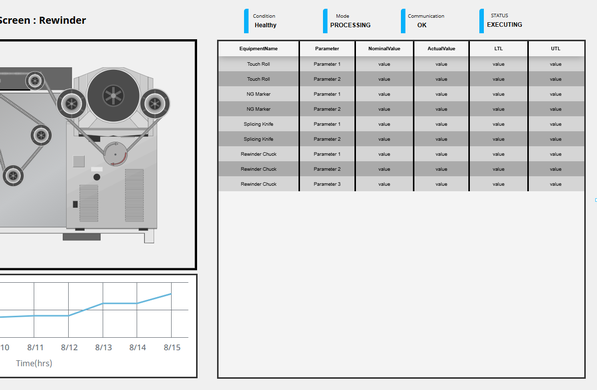 Screen : Rewinder
Condition
Healthy
Mode
PROCESSING
Communication
OK
STATUS
EXECUTING
EquipmentName Parameter NominalValue ActualValue LTL UTL
Touch Roll Parameter 1 value value value value
Touch Roll Parameter 2 value value value value
NG Marker Parameter 1 value value value value
NG Marker Parameter 2 value value value value
Splicing Knife Parameter 1 value value value value
Splicing Knife Parameter 2 value value value value
Rewinder Chuck Parameter 1 value value value value
Rewinder Chuck Parameter 2 value value value value
Rewinder Chuck Parameter 3 value value value value
10 8/11 8/12 8/13 8/14 8/15
Time(hrs)